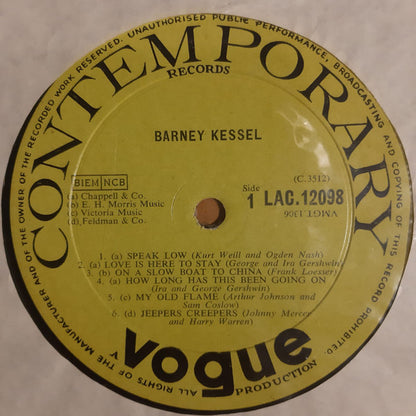 ALL RIGHTS OF THE MANUFACTURER AND OF THE OWNER OF THE RECORDED WORK RESERVED. UNAUTHORISED PUBLIC PERFORMANCE, BROADCASTING AND COPYING OF THIS RECORD PROHIBITED.
CONTEMPORARY
RECORDS
BARNEY KESSEL
BIEM NCB
(a) Chappell & Co.
(b) E. H. Morris Music
(c) Victoria Music
(d) Feldman & Co.
(C.3512)
Side
1 LAC.12098
VMGT.1306
1. (a) SPEAK LOW (Kurt Weill and Ogden Nash)
2. (a) LOVE IS HERE TO STAY (George and Ira Gershwin)
3. (b) ON A SLOW BOAT TO CHINA (Frank Loesser)
4. (a) HOW LONG HAS THIS BEEN GOING ON
(Ira and George Gershwin)
5. (c) MY OLD FLAME (Arthur Johnson and
Sam Coslow)
6. (d) JEEPERS CREEPERS (Johnny Mercer
and Harry Warren)
A
vogue
PRODUCTION